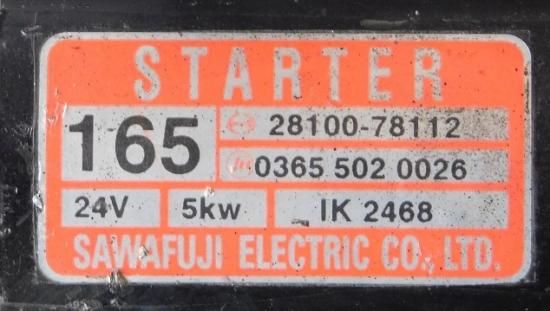 STARTER
165
28100-78112
0365 502 0026
24V 5kw IK 2468
SAWAFUJI ELECTRIC CO., LTD.